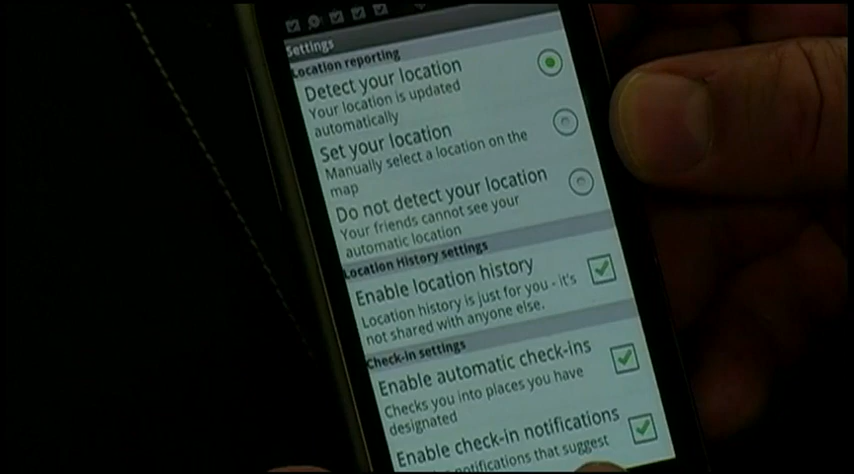 Settings
Location reporting
Detect your location
Your location is updated
automatically
Set your location
Manually select a location on the
map
Do not detect your location
Your friends cannot see your
automatic location
Location History settings
Enable location history
Location history is just for you - it's
not shared with anyone else.
Check-in settings
Enable automatic check-ins
Checks you into places you have
designated
Enable check-in notifications
notifications that suggest